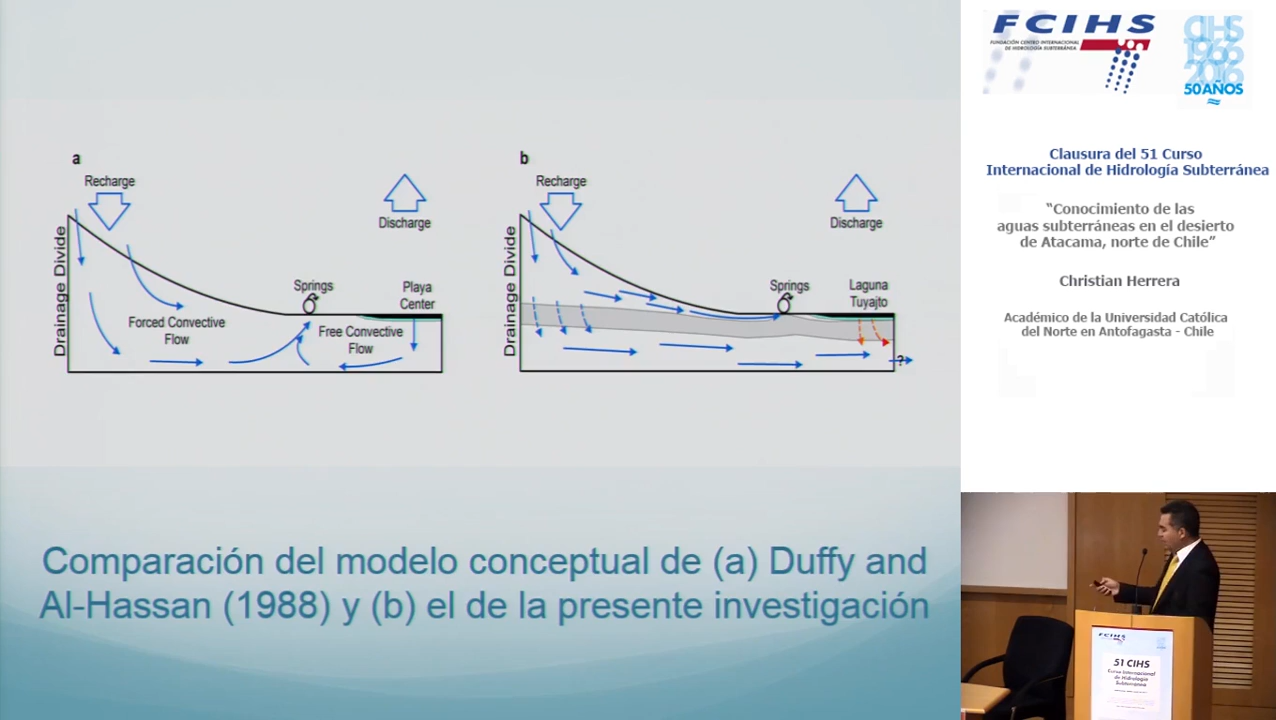 a
Recharge
Discharge
Drainage Divide
Springs
Playa
Center
Forced Convective
Flow
Free Convective
Flow
b
Recharge
Discharge
Drainage Divide
Springs
Laguna
Tuyajto
?
Comparación del modelo conceptual de (a) Duffy and
Al-Hassan (1988) y (b) el de la presente investigación
FCIHS
FUNDACIÓN CENTRO INTERNACIONAL
DE HIDROLOGÍA SUBTERRÁNEA
CIHS
1966
2016
50 AÑOS
Clausura del 51 Curso
Internacional de Hidrología Subterránea
“Conocimiento de las
aguas subterráneas en el desierto
de Atacama, norte de Chile”
Christian Herrera
Académico de la Universidad Católica
del Norte en Antofagasta - Chile
FCIHS
51 CIHS
Curso Internacional
de Hidrología
Subterránea